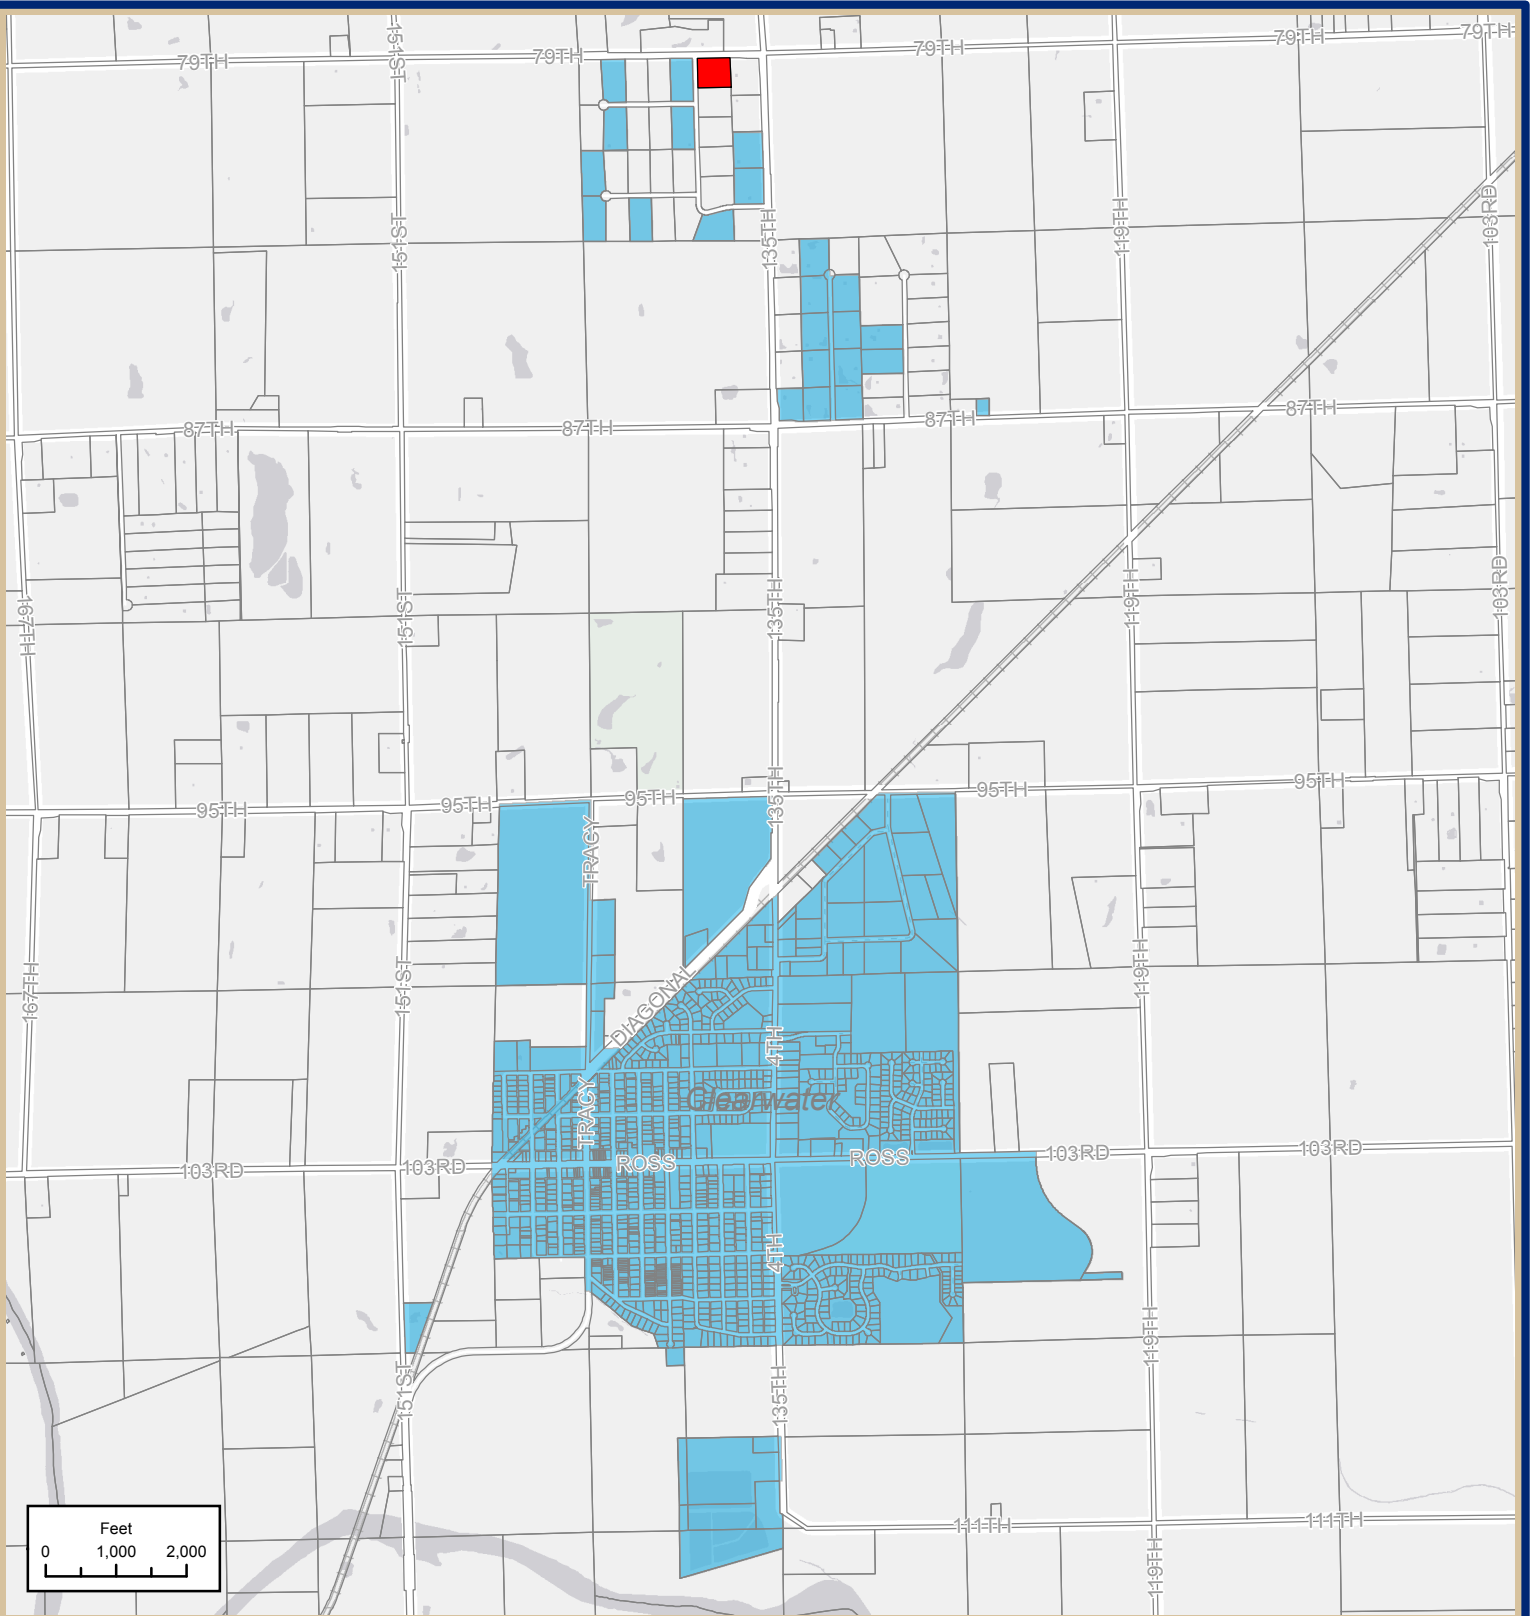 79TH
79TH
79TH
79TH
79TH
151ST
151ST
135TH
119TH
103RD
87TH
87TH
87TH
87TH
167TH
151ST
135TH
119TH
103RD
95TH
95TH
95TH
95TH
95TH
135TH
TRACY
167TH
151ST
DIAGONAL
119TH
4TH
TRACY
Clearwater
103RD
103RD
ROSS
ROSS
103RD
103RD
4TH
151ST
135TH
119TH
111TH
111TH
119TH
Feet
0 1,000 2,000